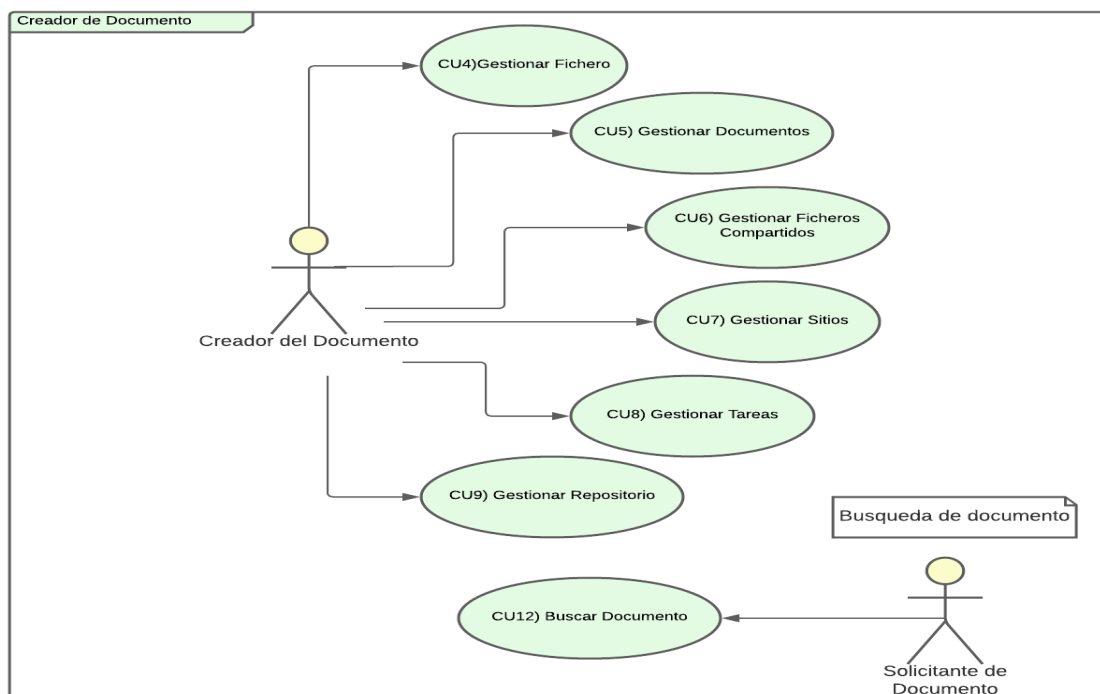 Creador de Documento
CU4)Gestionar Fichero
CU5) Gestionar Documentos
CU6) Gestionar Ficheros
Compartidos
CU7) Gestionar Sitios
Creador del Documento
CU8) Gestionar Tareas
CU9) Gestionar Repositorio
Busqueda de documento
CU12) Buscar Documento
Solicitante de
Documento